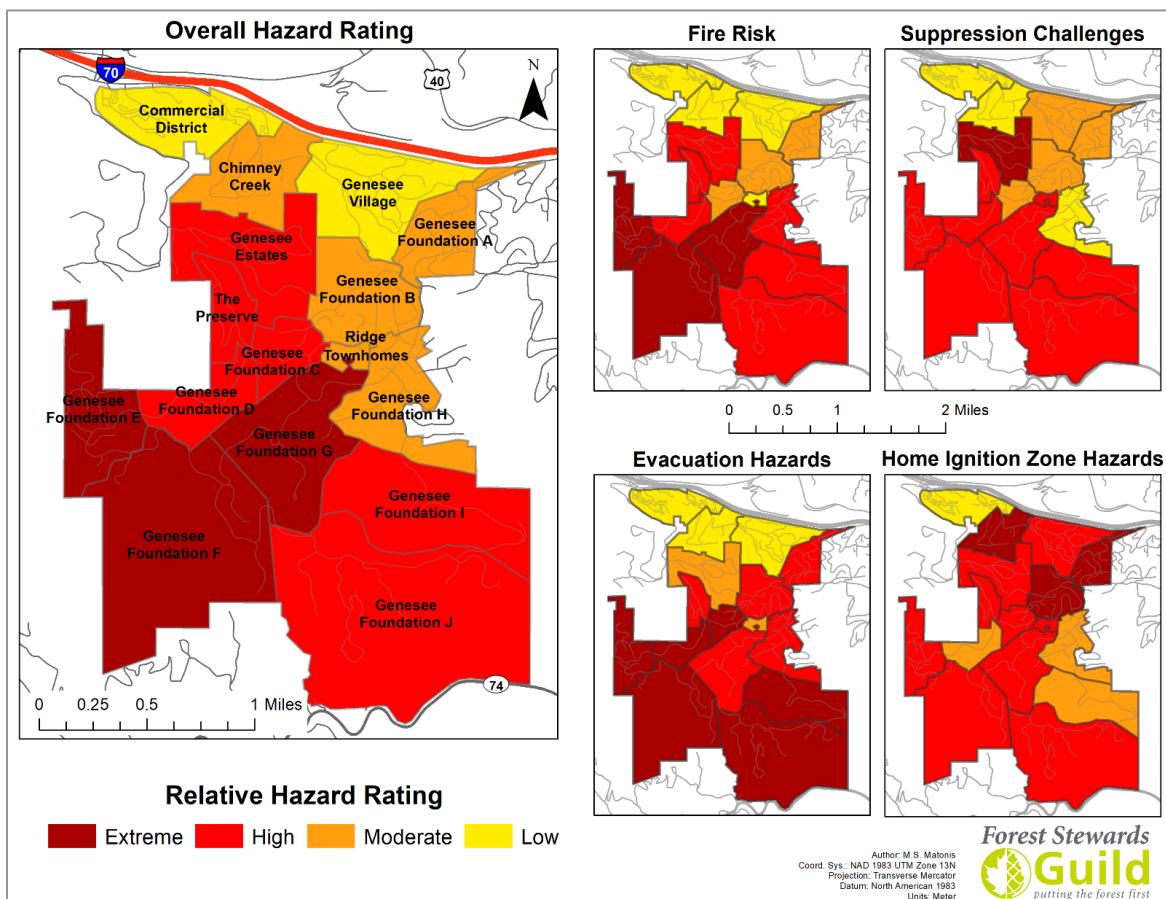 Overall Hazard Rating
70
40
N
Commercial
District
Chimney
Creek
Genesee
Village
Genesee
Foundation A
Genesee
Estates
Genesee
Foundation B
The
Preserve
Ridge
Townhomes
Genesee
Foundation C
Genesee
Foundation D
Genesee
Foundation E
Genesee
Foundation H
Genesee
Foundation G
Genesee
Foundation I
Genesee
Foundation F
Genesee
Foundation J
74
0 0.25 0.5 1 Miles
Relative Hazard Rating
Extreme High Moderate Low
Fire Risk
Suppression Challenges
0 0.5 1 2 Miles
Evacuation Hazards
Home Ignition Zone Hazards
Author: M.S. Matonis
Coord. Sys.: NAD 1983 UTM Zone 13N
Projection: Transverse Mercator
Datum: North American 1983
Units: Meter
Forest Stewards
Guild
putting the forest first